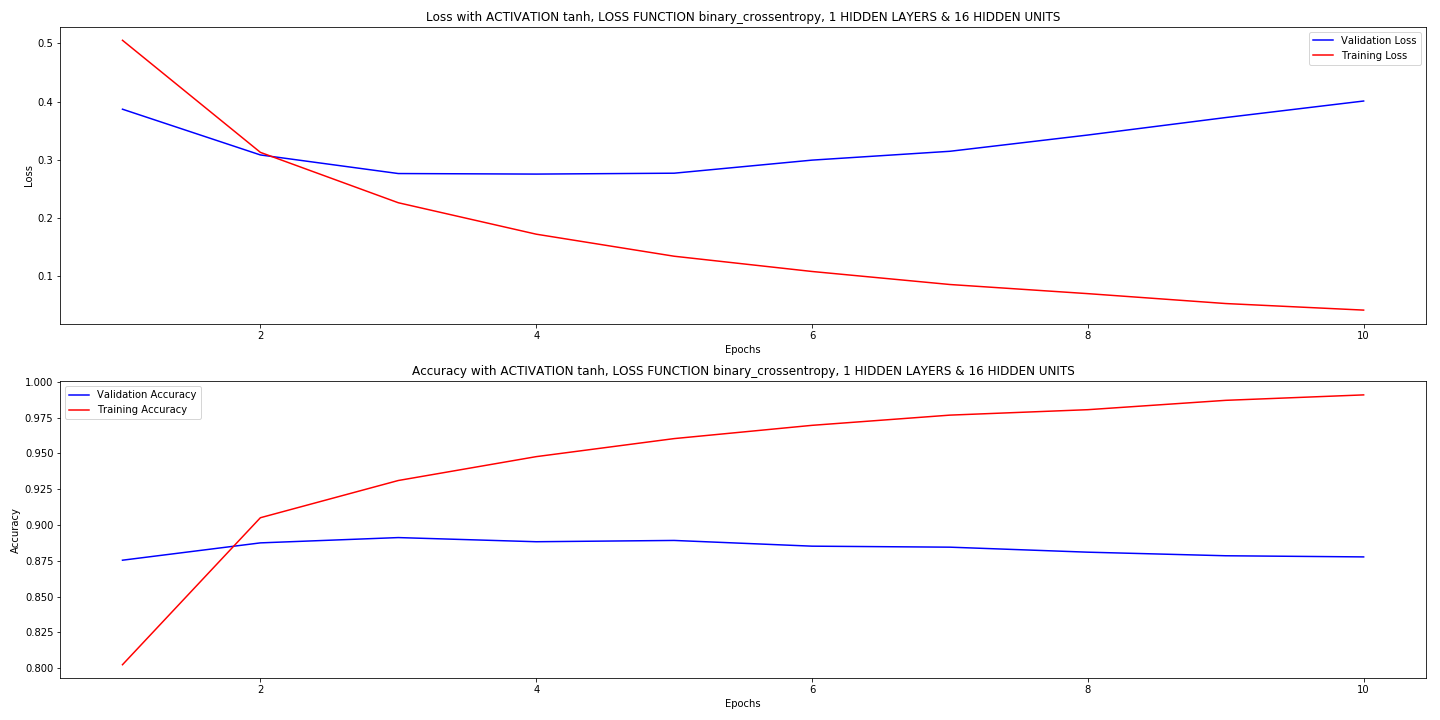 Loss with ACTIVATION tanh, LOSS FUNCTION binary_crossentropy, 1 HIDDEN LAYERS & 16 HIDDEN UNITS
Validation Loss
Training Loss
0.5
0.4
0.3
0.2
0.1
Loss
2 4 6 8 10
Epochs
Accuracy with ACTIVATION tanh, LOSS FUNCTION binary_crossentropy, 1 HIDDEN LAYERS & 16 HIDDEN UNITS
Validation Accuracy
Training Accuracy
1.000
0.975
0.950
0.925
0.900
0.875
0.850
0.825
0.800
Accuracy
2 4 6 8 10
Epochs